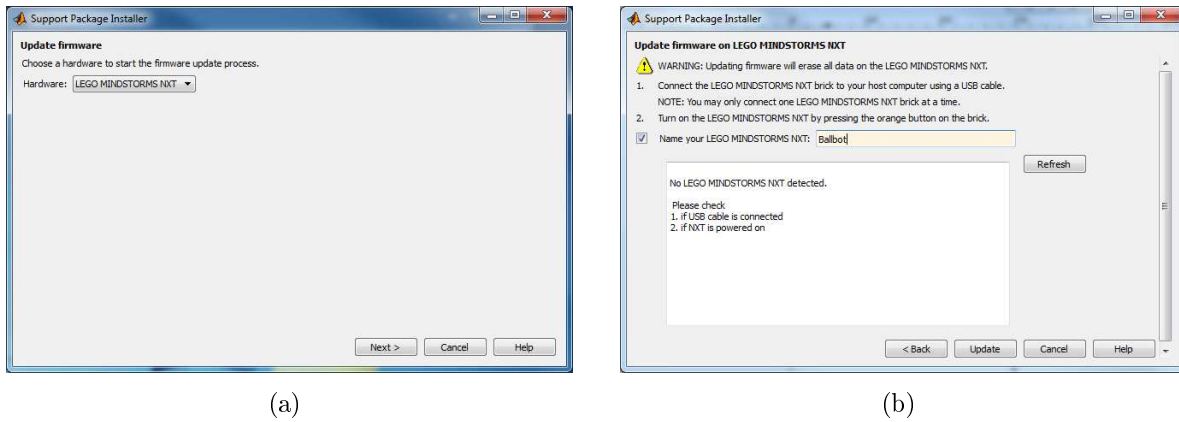 Support Package Installer
Update firmware
Choose a hardware to start the firmware update process.
Hardware: LEGO MINDSTORMS NXT
Next > Cancel Help
(a)
Support Package Installer
Update firmware on LEGO MINDSTORMS NXT
WARNING: Updating firmware will erase all data on the LEGO MINDSTORMS NXT.
1. Connect the LEGO MINDSTORMS NXT brick to your host computer using a USB cable.
NOTE: You may only connect one LEGO MINDSTORMS NXT brick at a time.
2. Turn on the LEGO MINDSTORMS NXT by pressing the orange button on the brick.
Name your LEGO MINDSTORMS NXT: Ballbot
Refresh
No LEGO MINDSTORMS NXT detected.
Please check
1. if USB cable is connected
2. if NXT is powered on
< Back Update Cancel Help
(b)